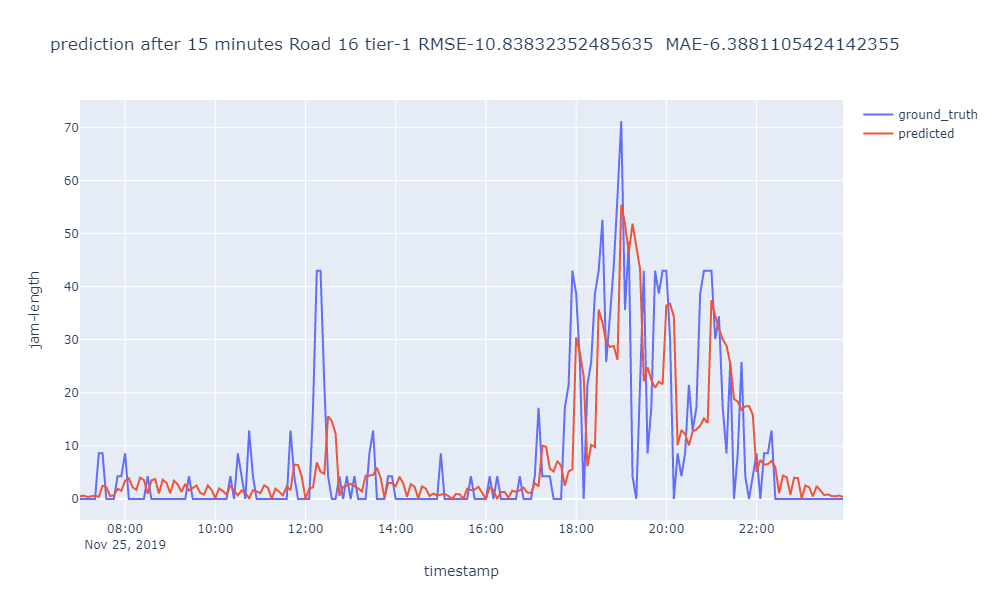 prediction after 15 minutes Road 16 tier-1 RMSE-10.83832352485635  MAE-6.3881105424142355
ground_truth
predicted
70
60
50
40
30
20
10
0
jam-length
08:00 10:00 12:00 14:00 16:00 18:00 20:00 22:00
Nov 25, 2019
timestamp